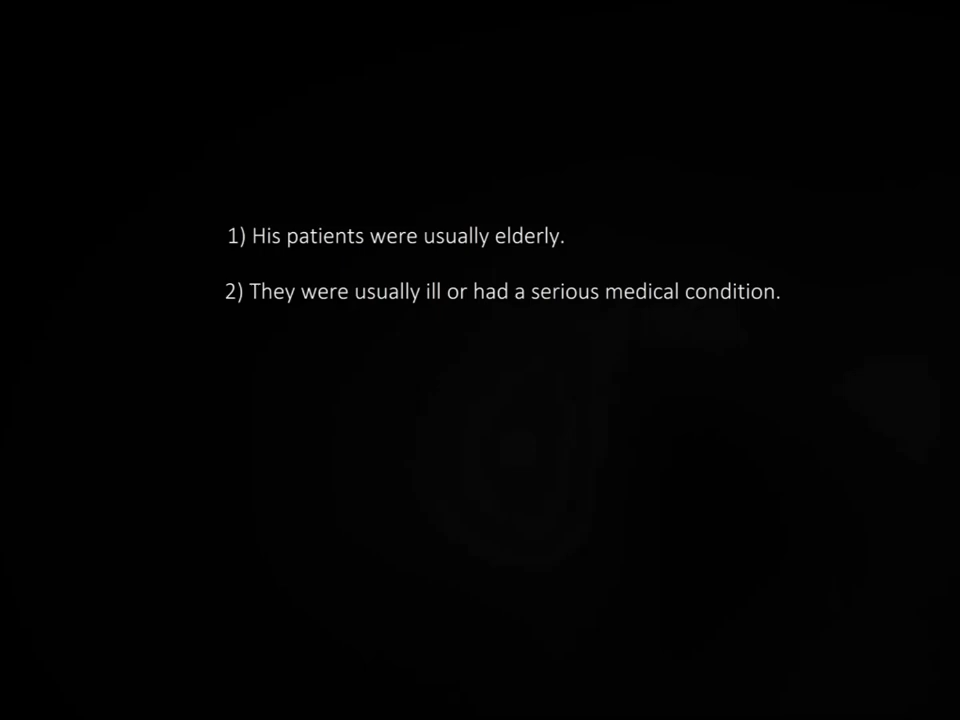 1) His patients were usually elderly.
2) They were usually ill or had a serious medical condition.